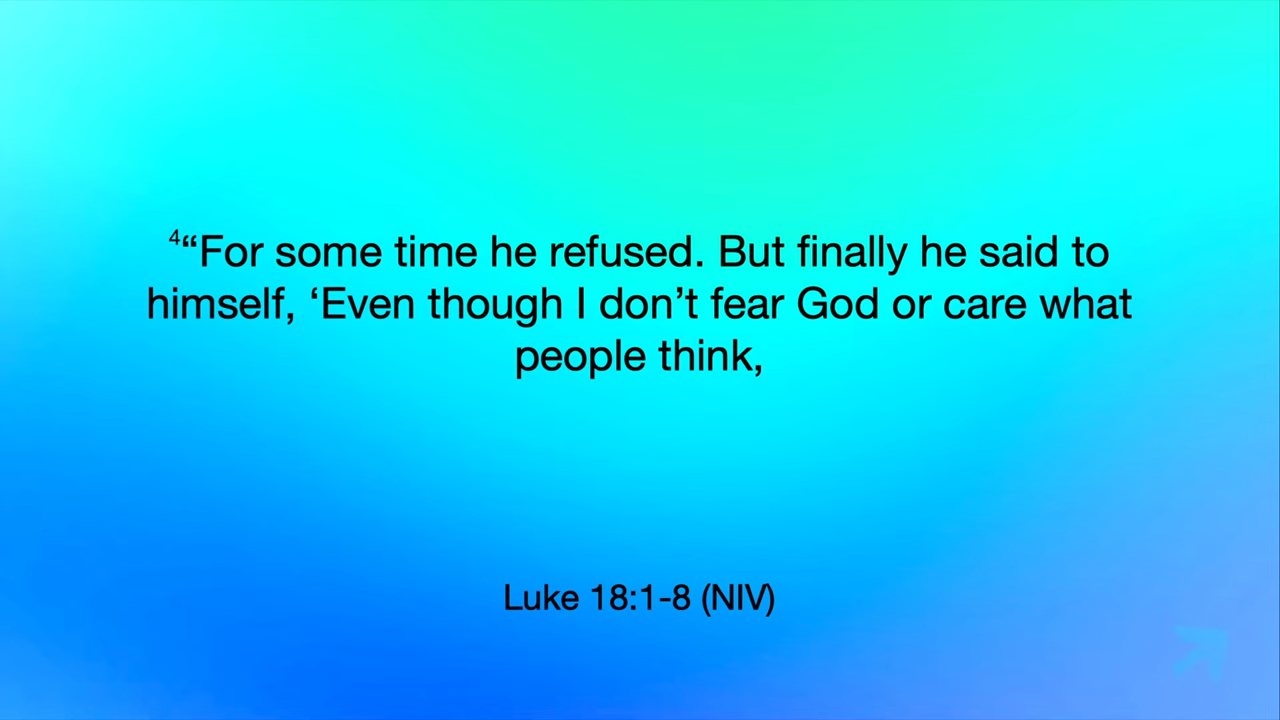 ⁴“For some time he refused. But finally he said to
himself, ‘Even though I don’t fear God or care what
people think,
Luke 18:1-8 (NIV)